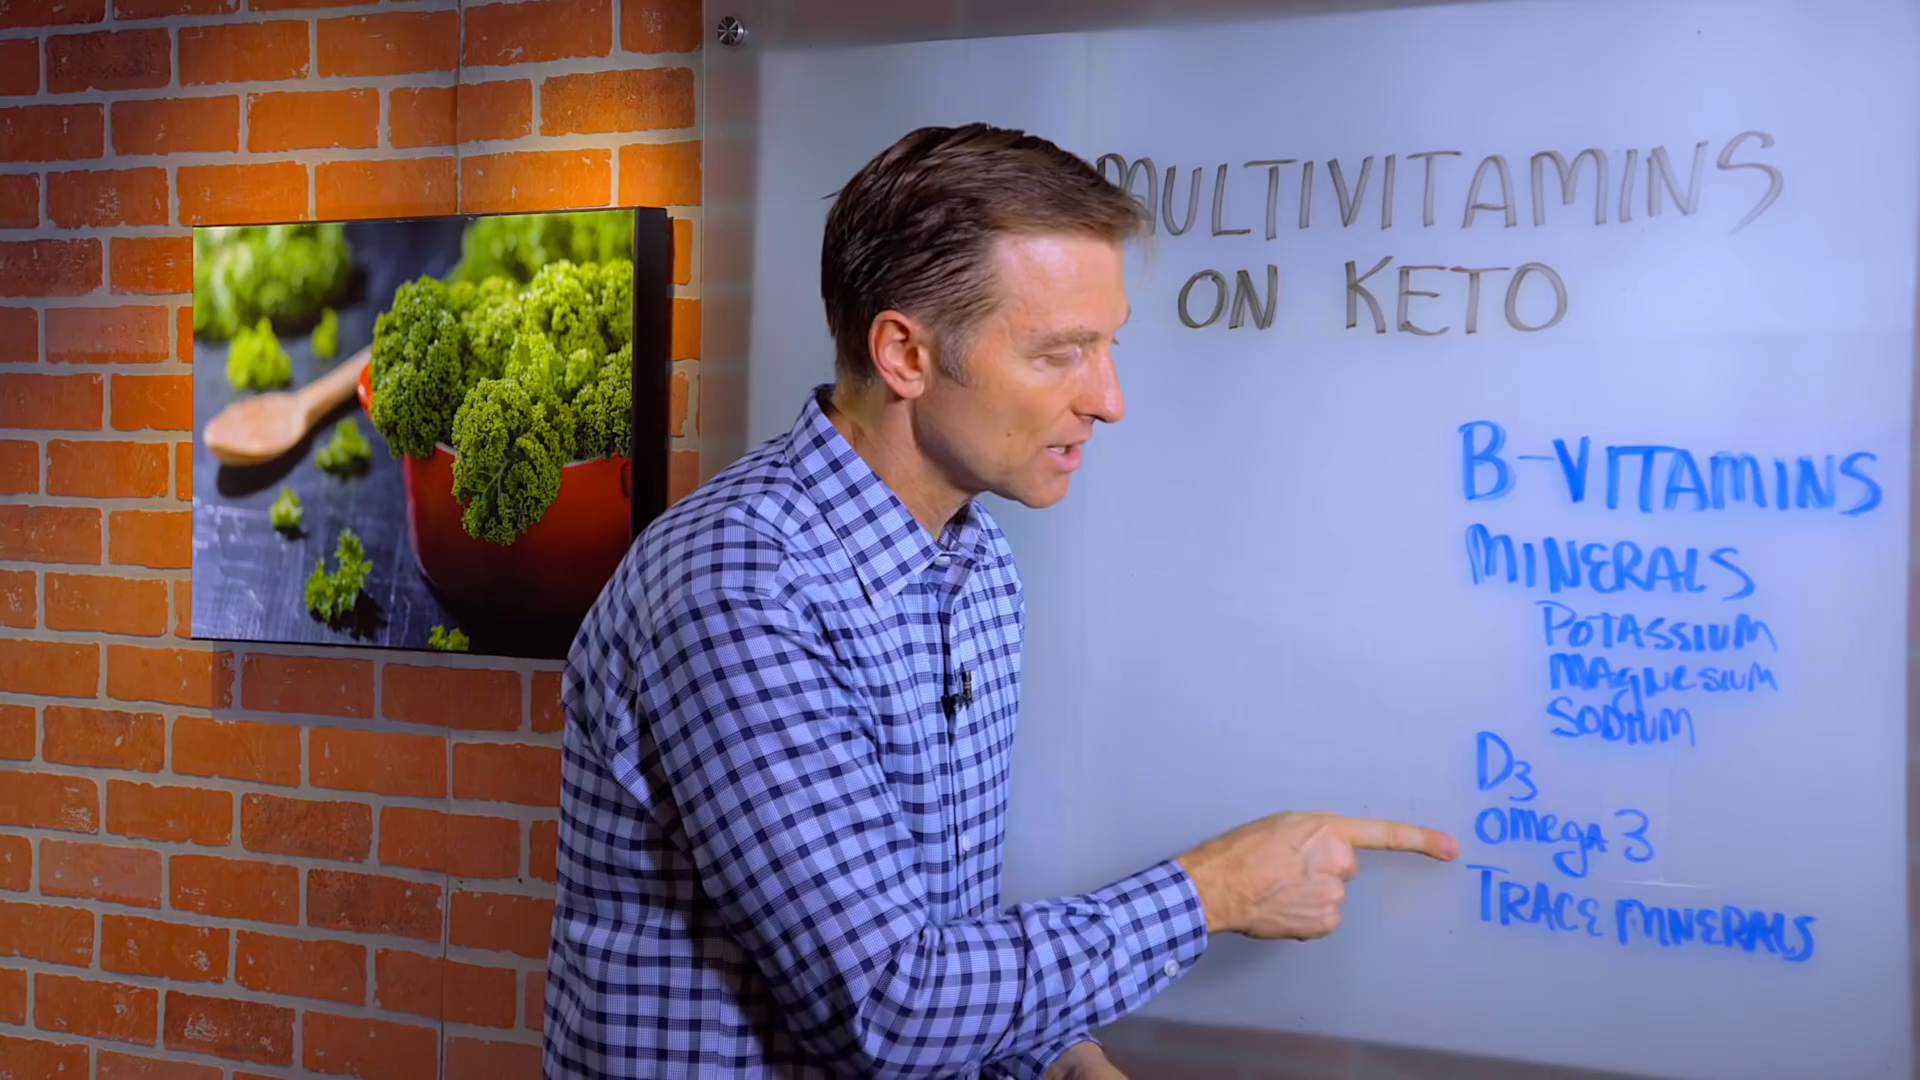 MULTIVITAMINS
ON KETO
B-VITAMINS
MINERALS
POTASSIUM
MAgNeSIUM
SODIUM
D3
Omega 3
TRACE MINERALS